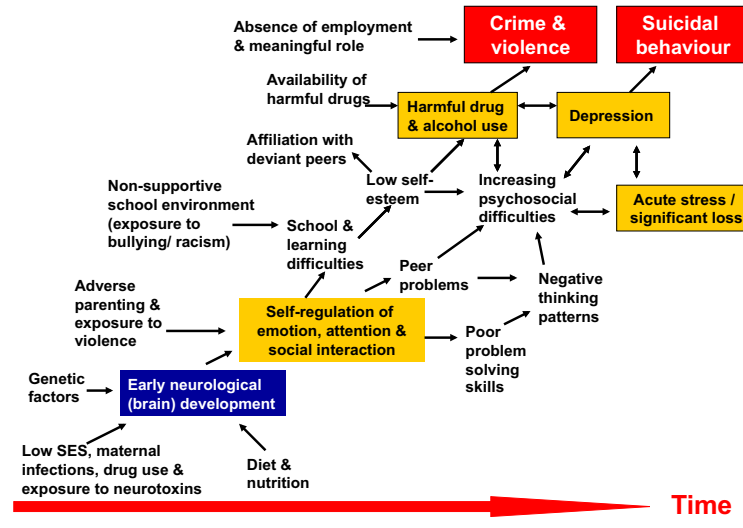 Absence of employment
& meaningful role
Crime &
violence
Suicidal
behaviour
Availability of
harmful drugs
Harmful drug
& alcohol use
Depression
Affiliation with
deviant peers
Low self-
esteem
Increasing
psychosocial
difficulties
Acute stress /
significant loss
Non-supportive
school environment
(exposure to
bullying/ racism)
School &
learning
difficulties
Peer
problems
Negative
thinking
patterns
Adverse
parenting &
exposure to
violence
Self-regulation of
emotion, attention &
social interaction
Poor
problem
solving
skills
Genetic
factors
Early neurological
(brain) development
Low SES, maternal
infections, drug use &
exposure to neurotoxins
Diet &
nutrition
Time